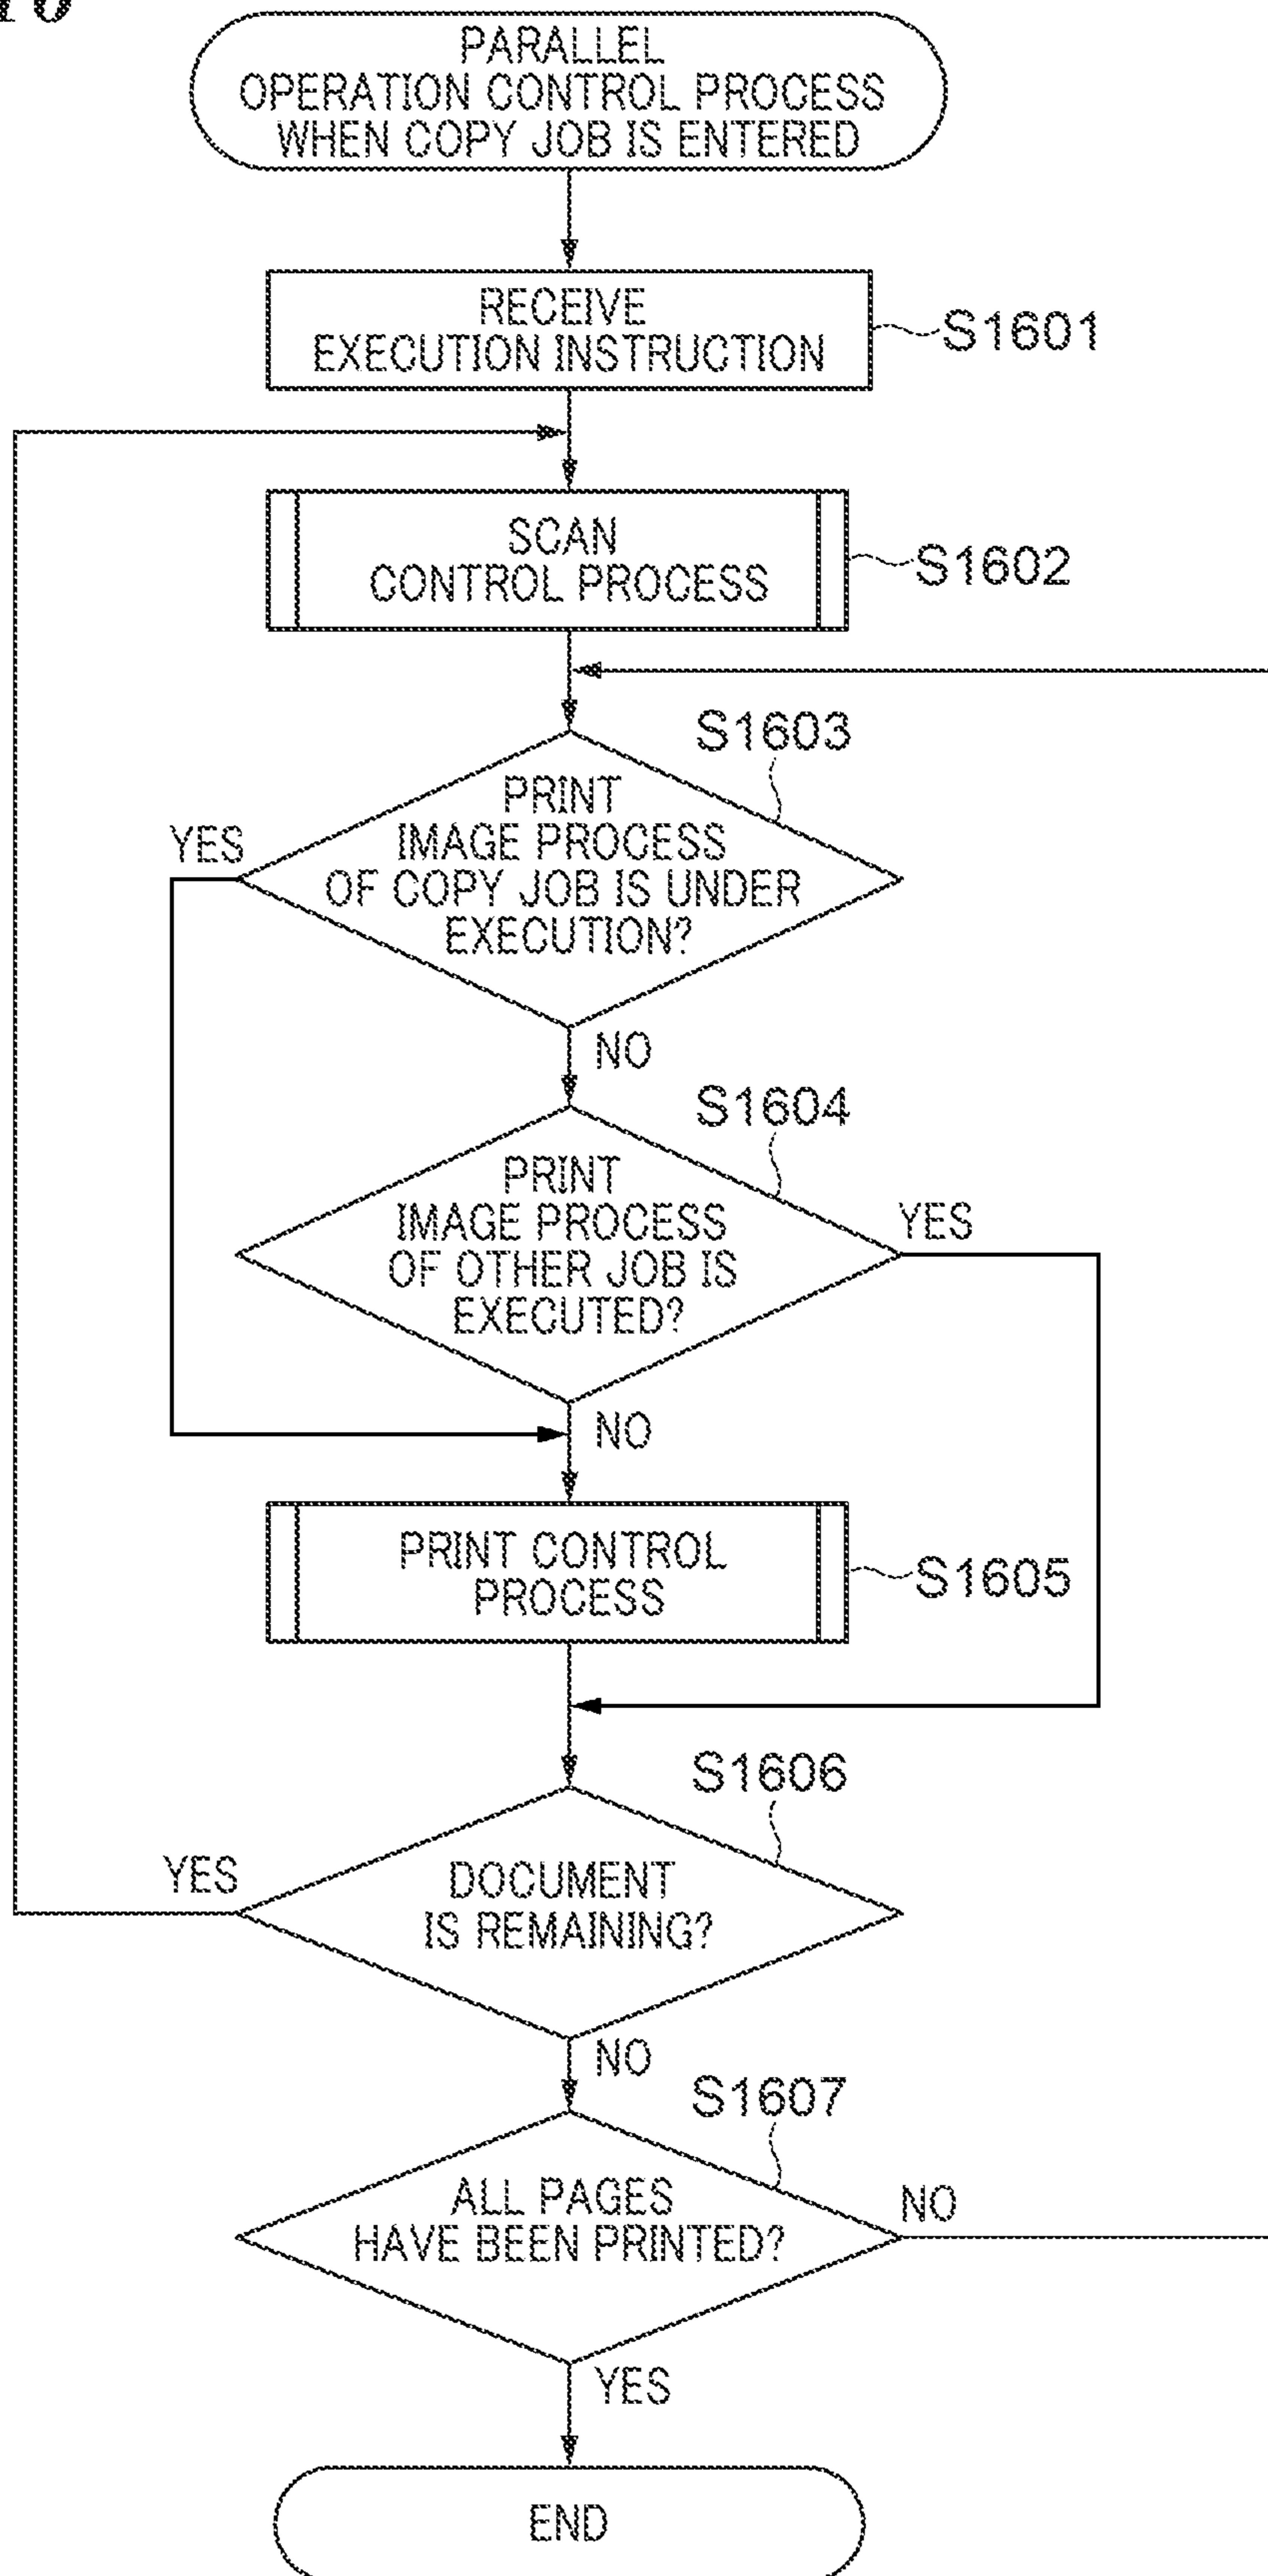 PARALLEL
OPERATION CONTROL PROCESS
WHEN COPY JOB IS ENTERED
RECEIVE
EXECUTION INSTRUCTION
S1601
SCAN
CONTROL PROCESS
S1602
S1603
PRINT
IMAGE PROCESS
OF COPY JOB IS UNDER
EXECUTION?
YES
NO
S1604
PRINT
IMAGE PROCESS
OF OTHER JOB IS
EXECUTED?
YES
NO
PRINT CONTROL
PROCESS
S1605
S1606
DOCUMENT
IS REMAINING?
YES
NO
S1607
ALL PAGES
HAVE BEEN PRINTED?
NO
YES
END